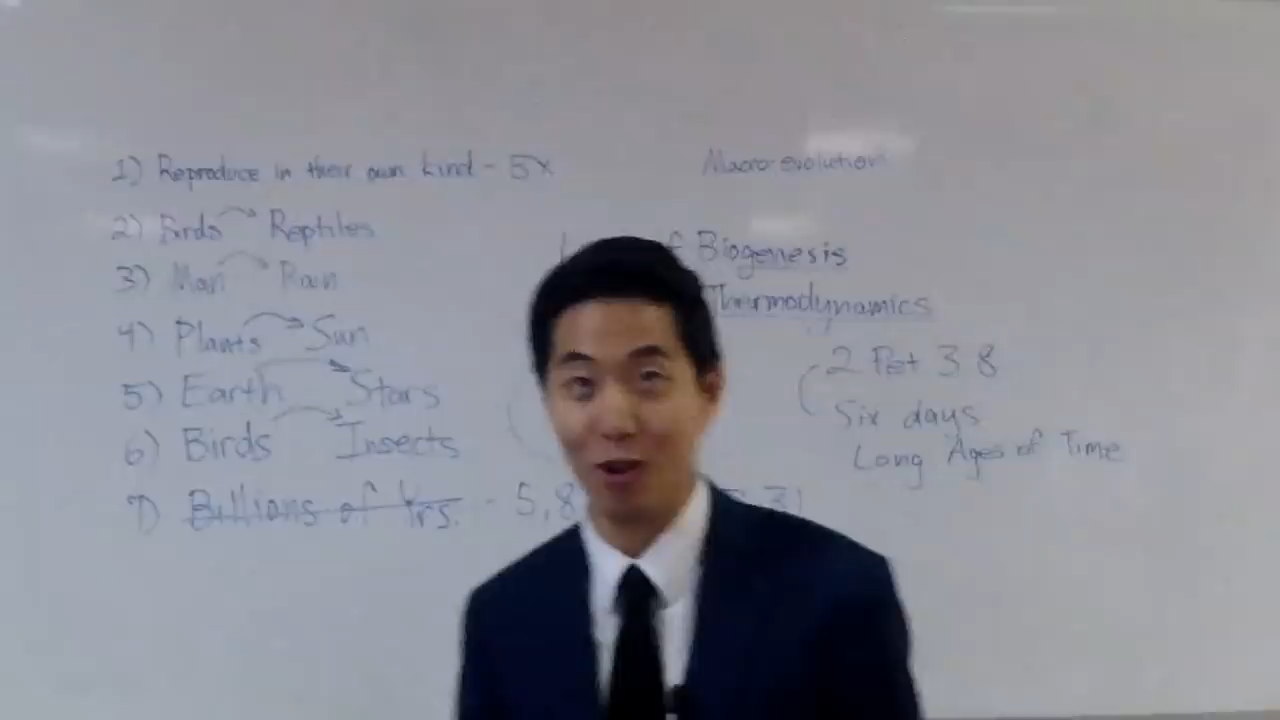 1) Reproduce in their own kind - 5x
Macro-evolution
2) Birds Reptiles
of Biogenesis
3) Man Rain
Thermodynamics
4) Plants Sun
2 Pet 3 8
5) Earth Stars
Six days
6) Birds Insects
Long Ages of Time
7) Billions of Yrs. - 5,8 31